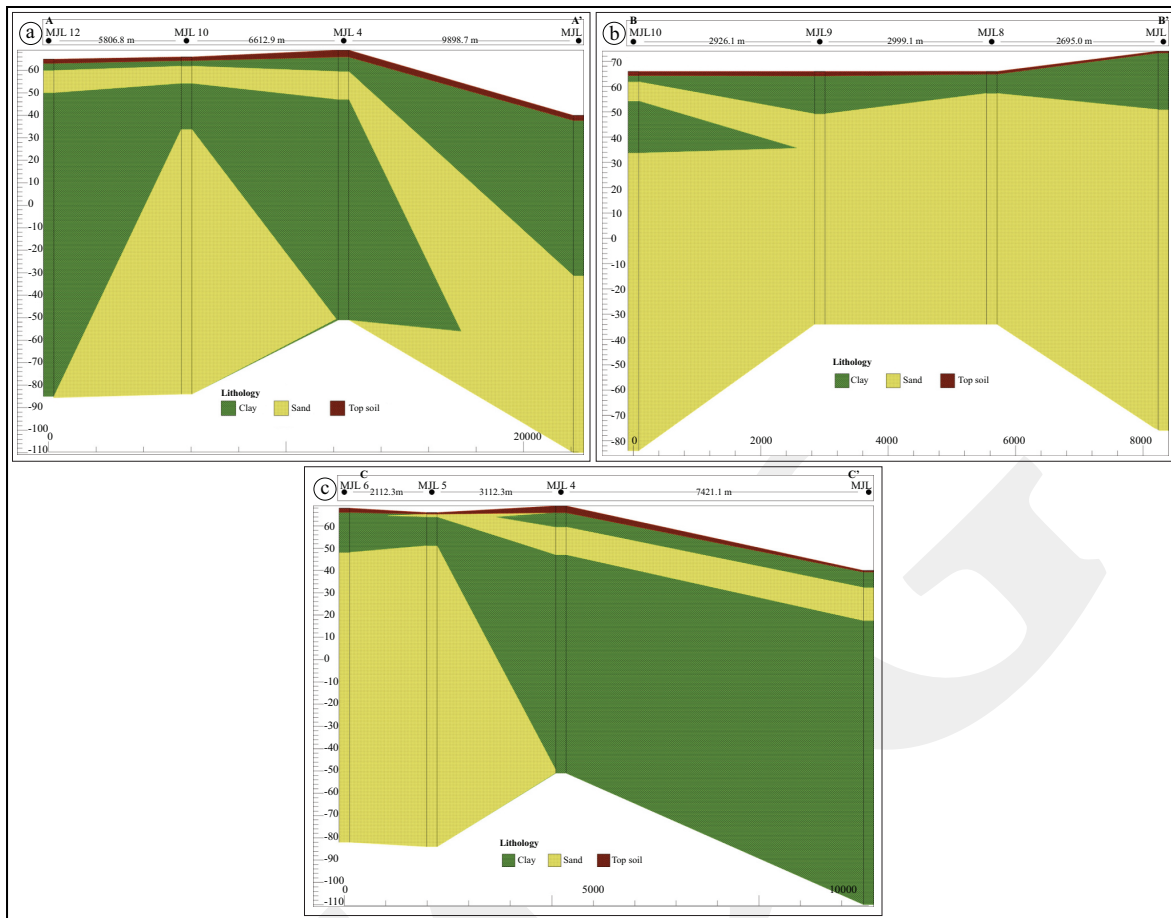 a
A A’
MJL 12 MJL 10 MJL 4 MJL
5806.8 m 6612.9 m 9898.7 m
60
50
40
30
20
10
0
-10
-20
-30
-40
-50
-60
-70
-80
-90
-100
-110
Lithology
Clay Sand Top soil
0 20000
b
B B’
MJL10 MJL9 MJL8 MJL
2926.1 m 2999.1 m 2695.0 m
70
60
50
40
30
20
10
0
-10
-20
-30
-40
-50
-60
-70
-80
Lithology
Clay Sand Top soil
0 2000 4000 6000 8000
c
C C’
MJL 6 MJL 5 MJL 4 MJL
2112.3m 3112.3m 7421.1 m
60
50
40
30
20
10
0
-10
-20
-30
-40
-50
-60
-70
-80
-90
-100
-110
Lithology
Clay Sand Top soil
0 5000 10000